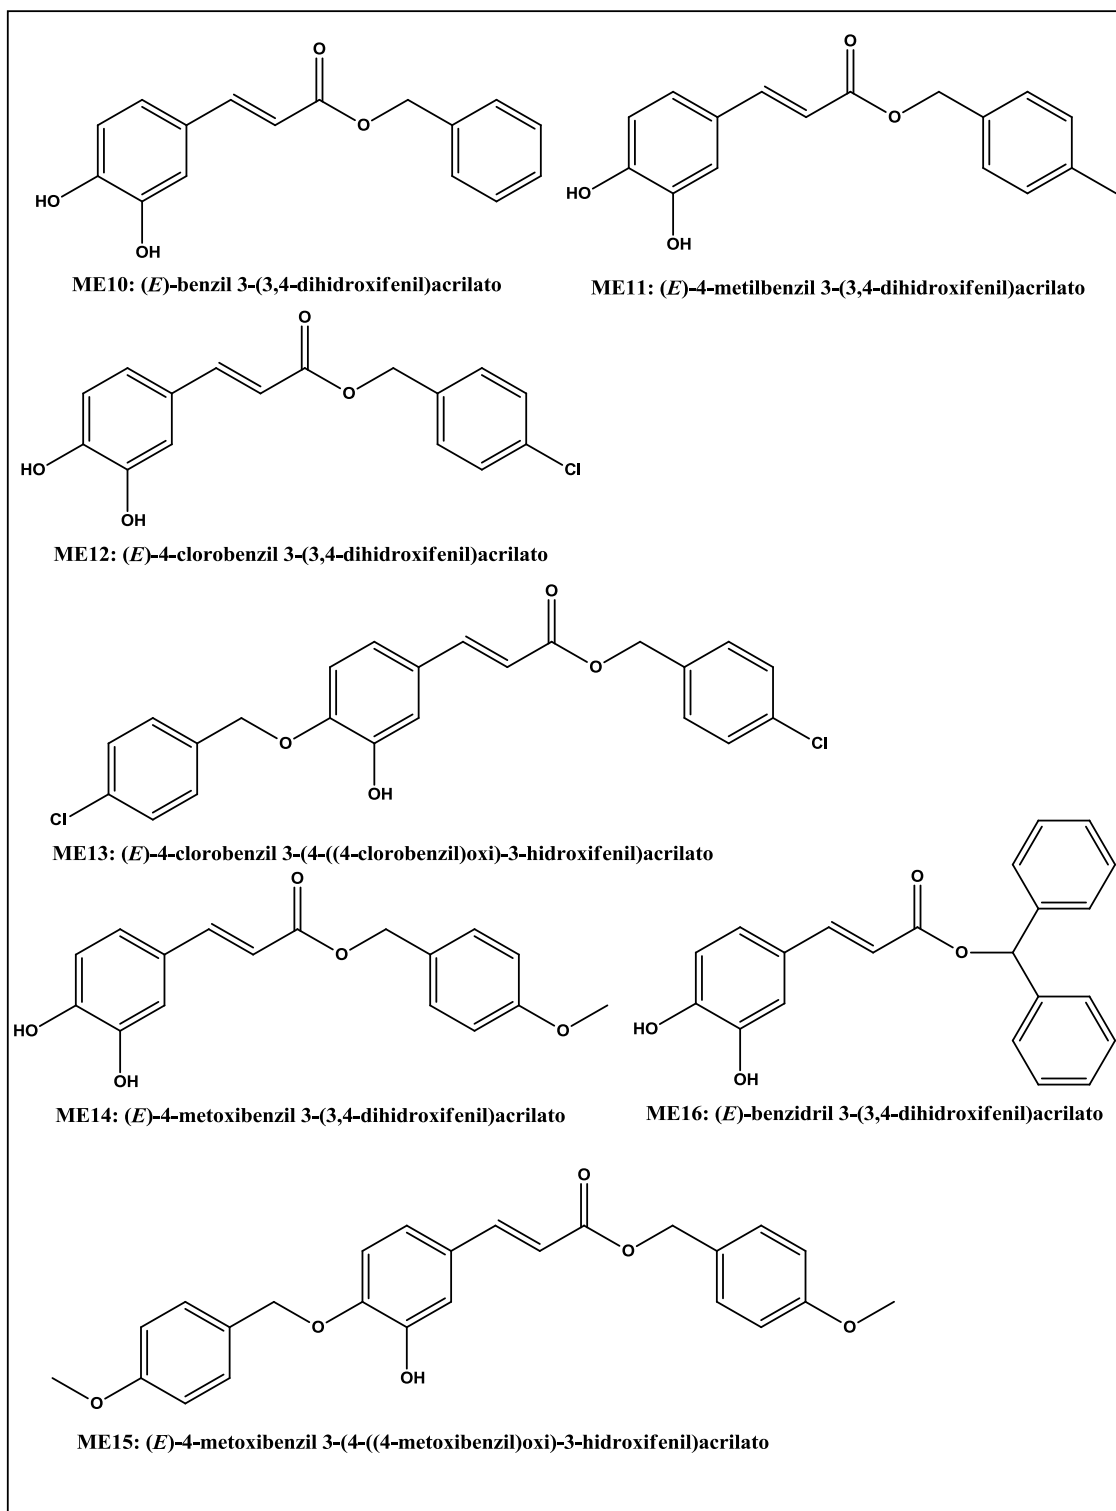 O
O
HO
OH
ME10: (E)-benzil 3-(3,4-dihidroxifenil)acrilato
O
O
HO
OH
ME11: (E)-4-metilbenzil 3-(3,4-dihidroxifenil)acrilato
O
O
HO
OH
Cl
ME12: (E)-4-clorobenzil 3-(3,4-dihidroxifenil)acrilato
O
O
O
Cl
OH
Cl
ME13: (E)-4-clorobenzil 3-(4-((4-clorobenzil)oxi)-3-hidroxifenil)acrilato
O
O
HO
OH
O
ME14: (E)-4-metoxibenzil 3-(3,4-dihidroxifenil)acrilato
O
O
HO
OH
ME16: (E)-benzidril 3-(3,4-dihidroxifenil)acrilato
O
O
O
O
OH
O
ME15: (E)-4-metoxibenzil 3-(4-((4-metoxibenzil)oxi)-3-hidroxifenil)acrilato